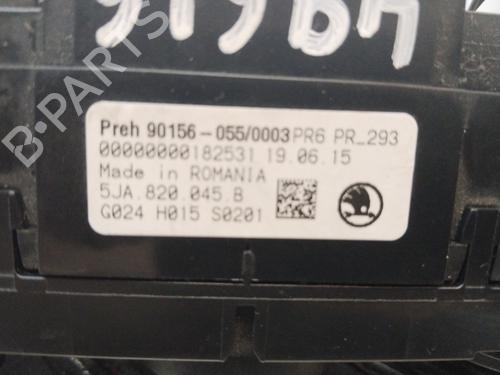 Preh 90156-055/0003 PR6 PR_293
00000000182531 19.06.15
Made in ROMANIA
5JA.820.045.B
G024 H015 S0201
B-PARTS